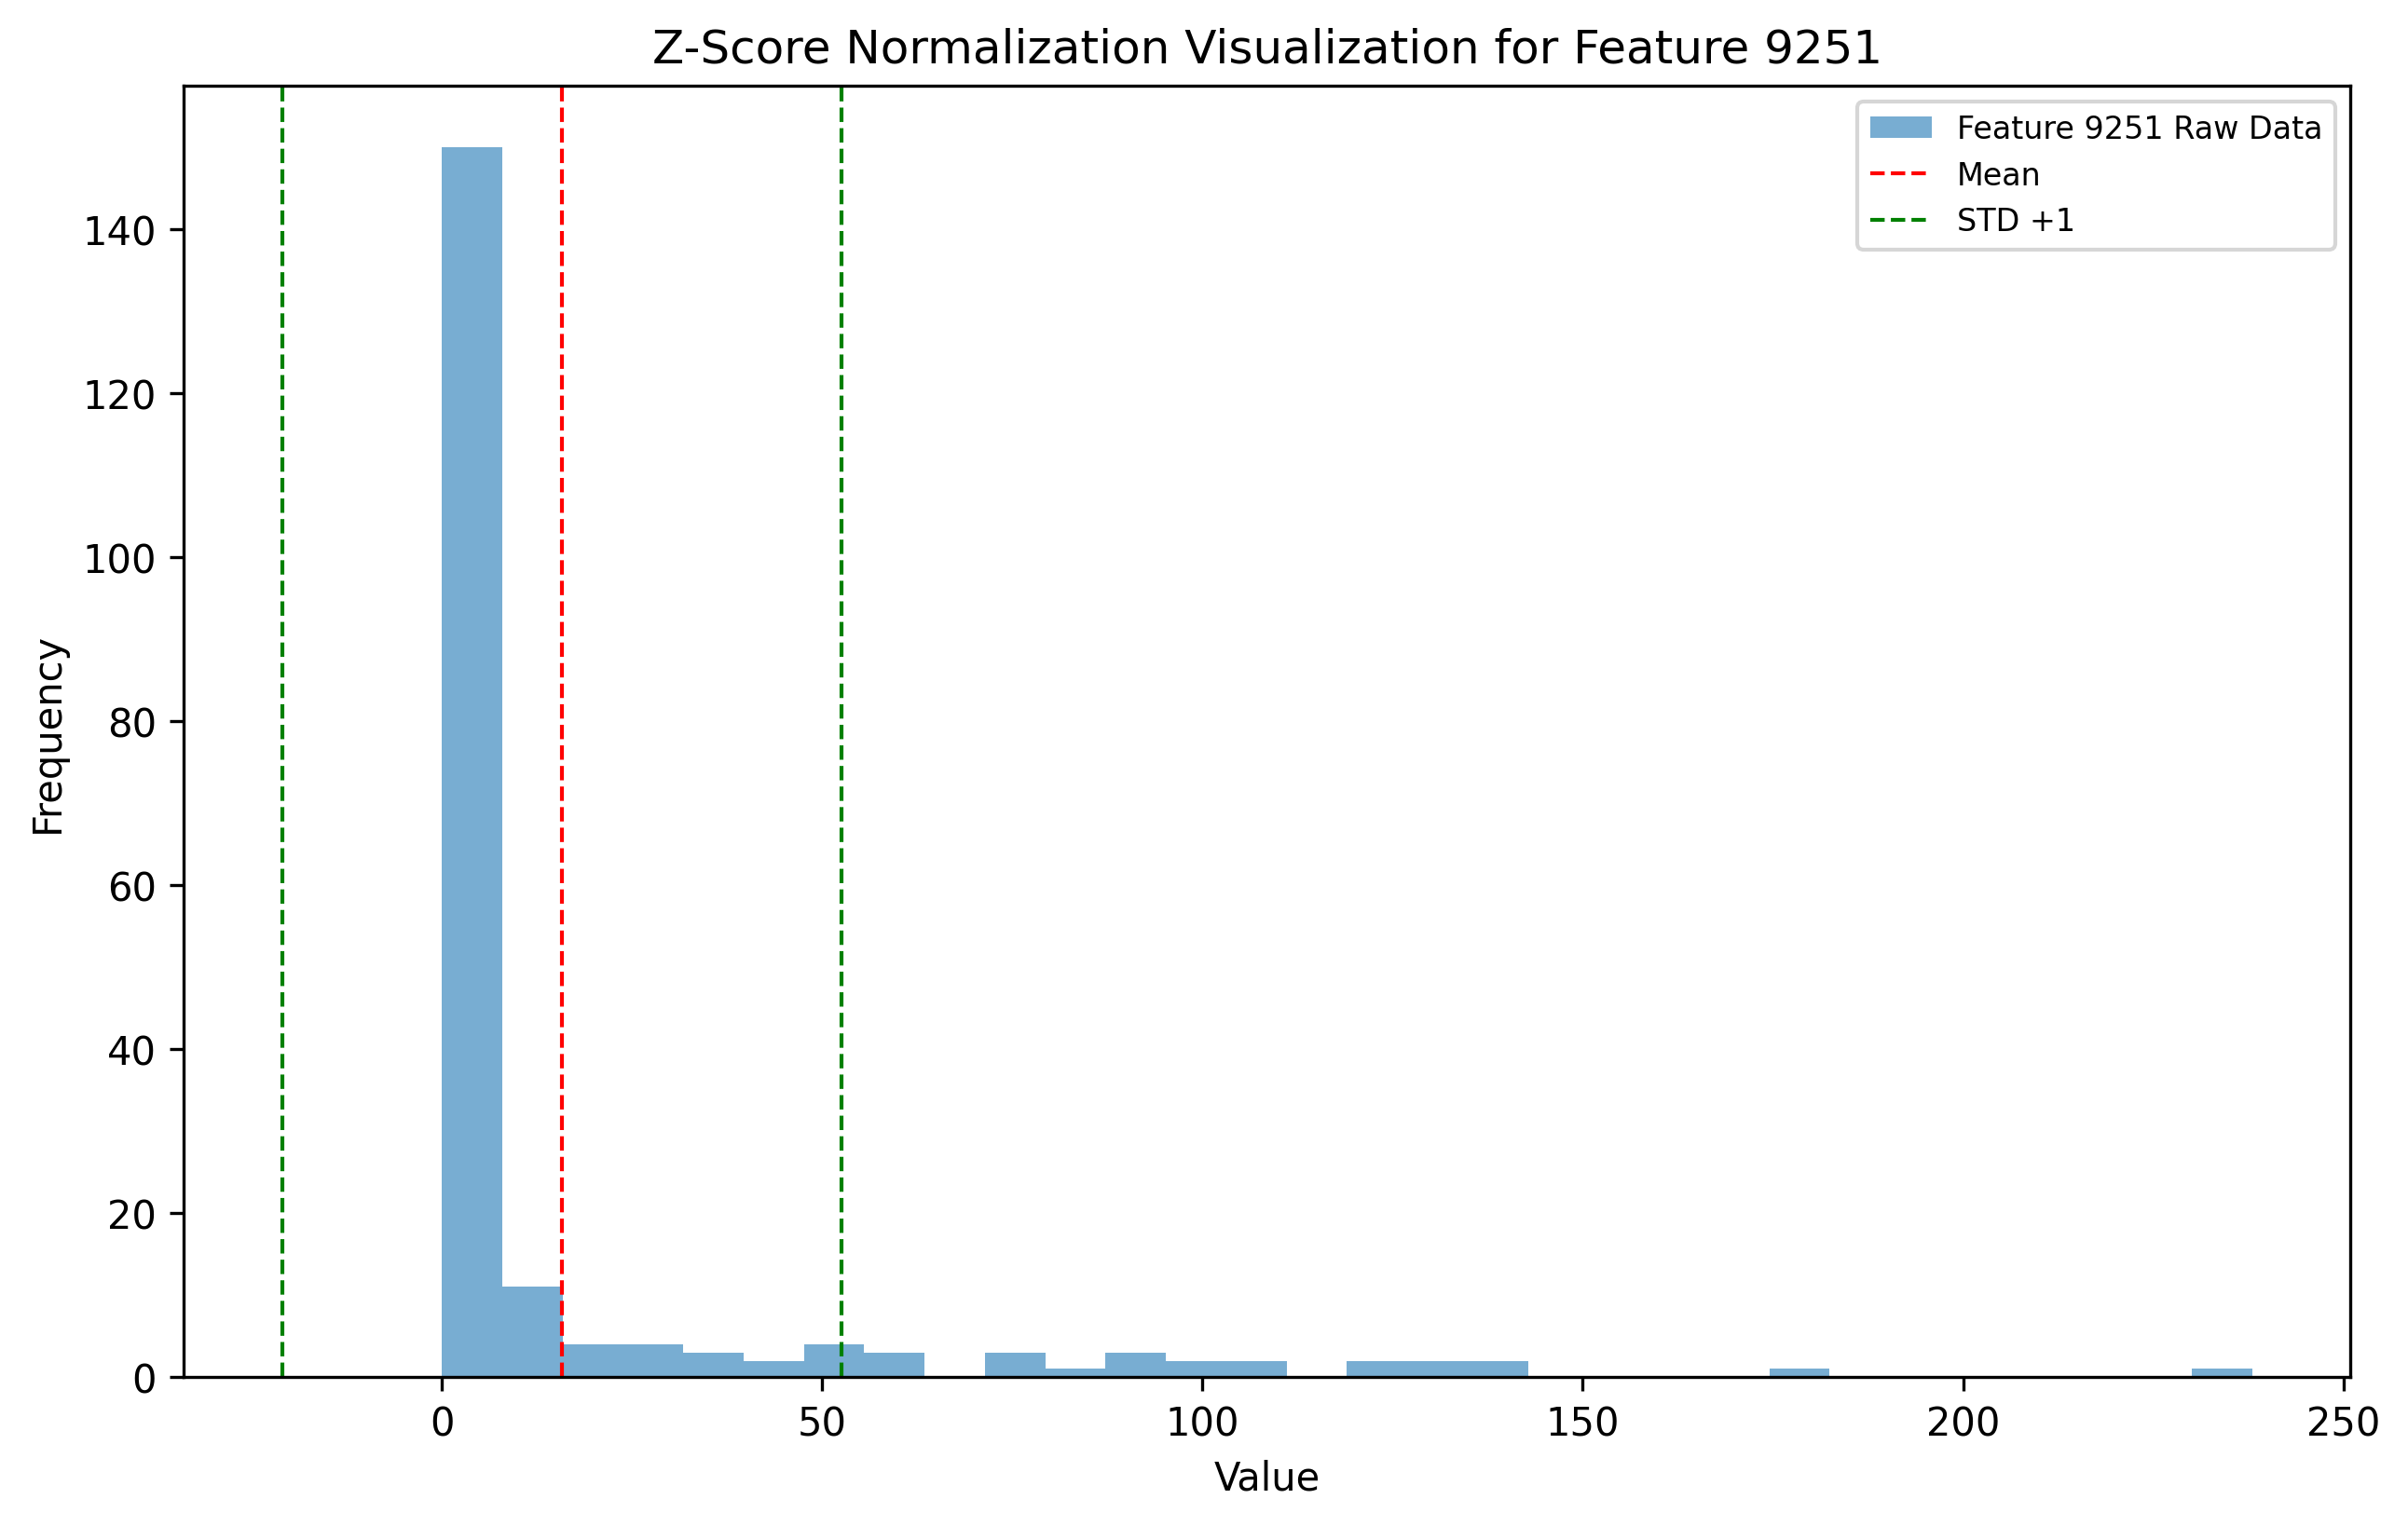 Z-Score Normalization Visualization for Feature 9251
Feature 9251 Raw Data
Mean
STD +1
140
120
100
80
60
40
20
0
Frequency
0 50 100 150 200 250
Value